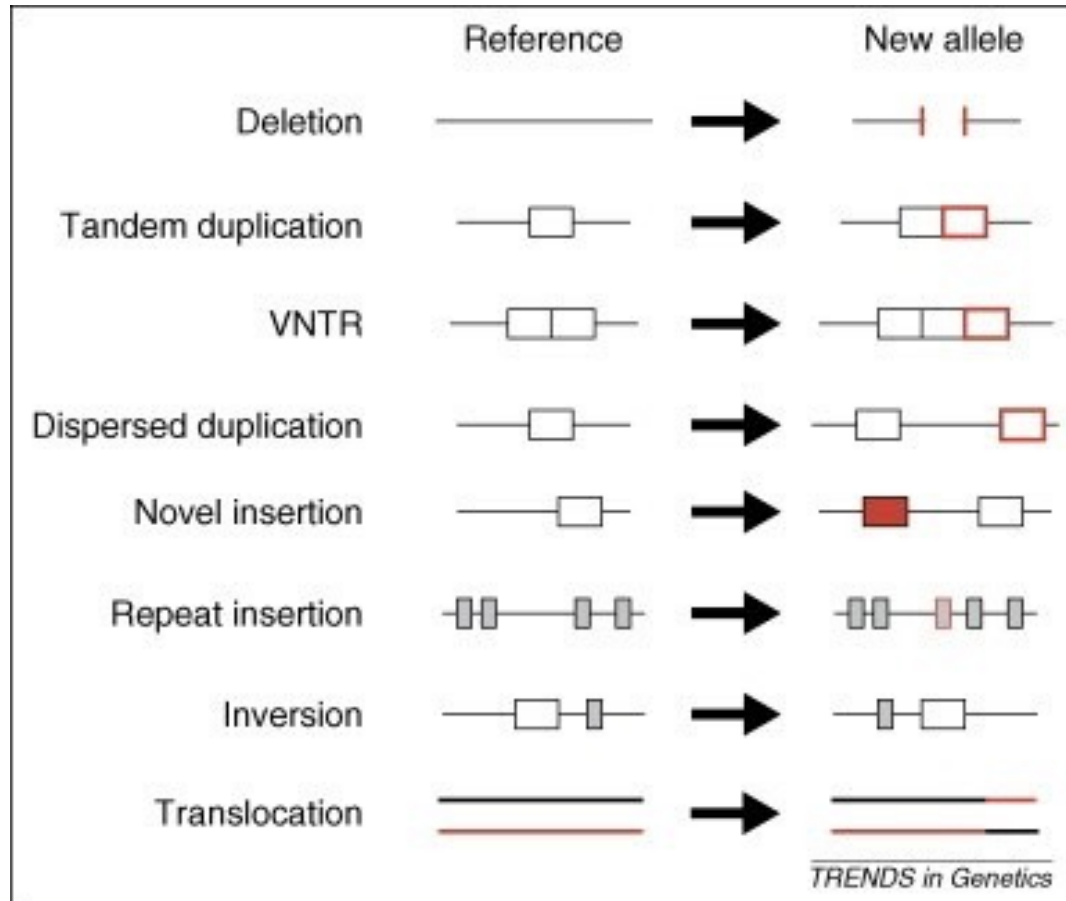 Reference New allele
Deletion
Tandem duplication
VNTR
Dispersed duplication
Novel insertion
Repeat insertion
Inversion
Translocation
TRENDS in Genetics